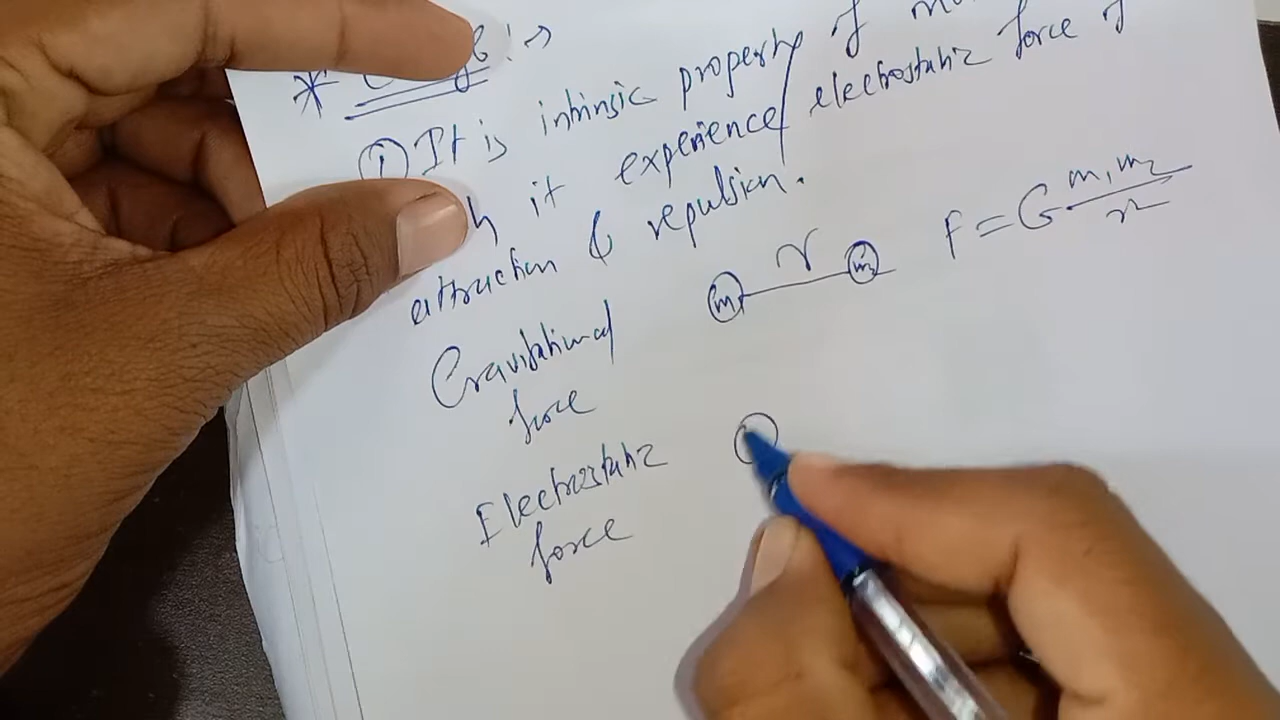 * :→
① It is intrinsic property of
it experience electrostatic force of
attraction & repulsion.
m₁ r m₂ F = G m₁m₂ / r²
Gravitational
force
Electrostatic
force